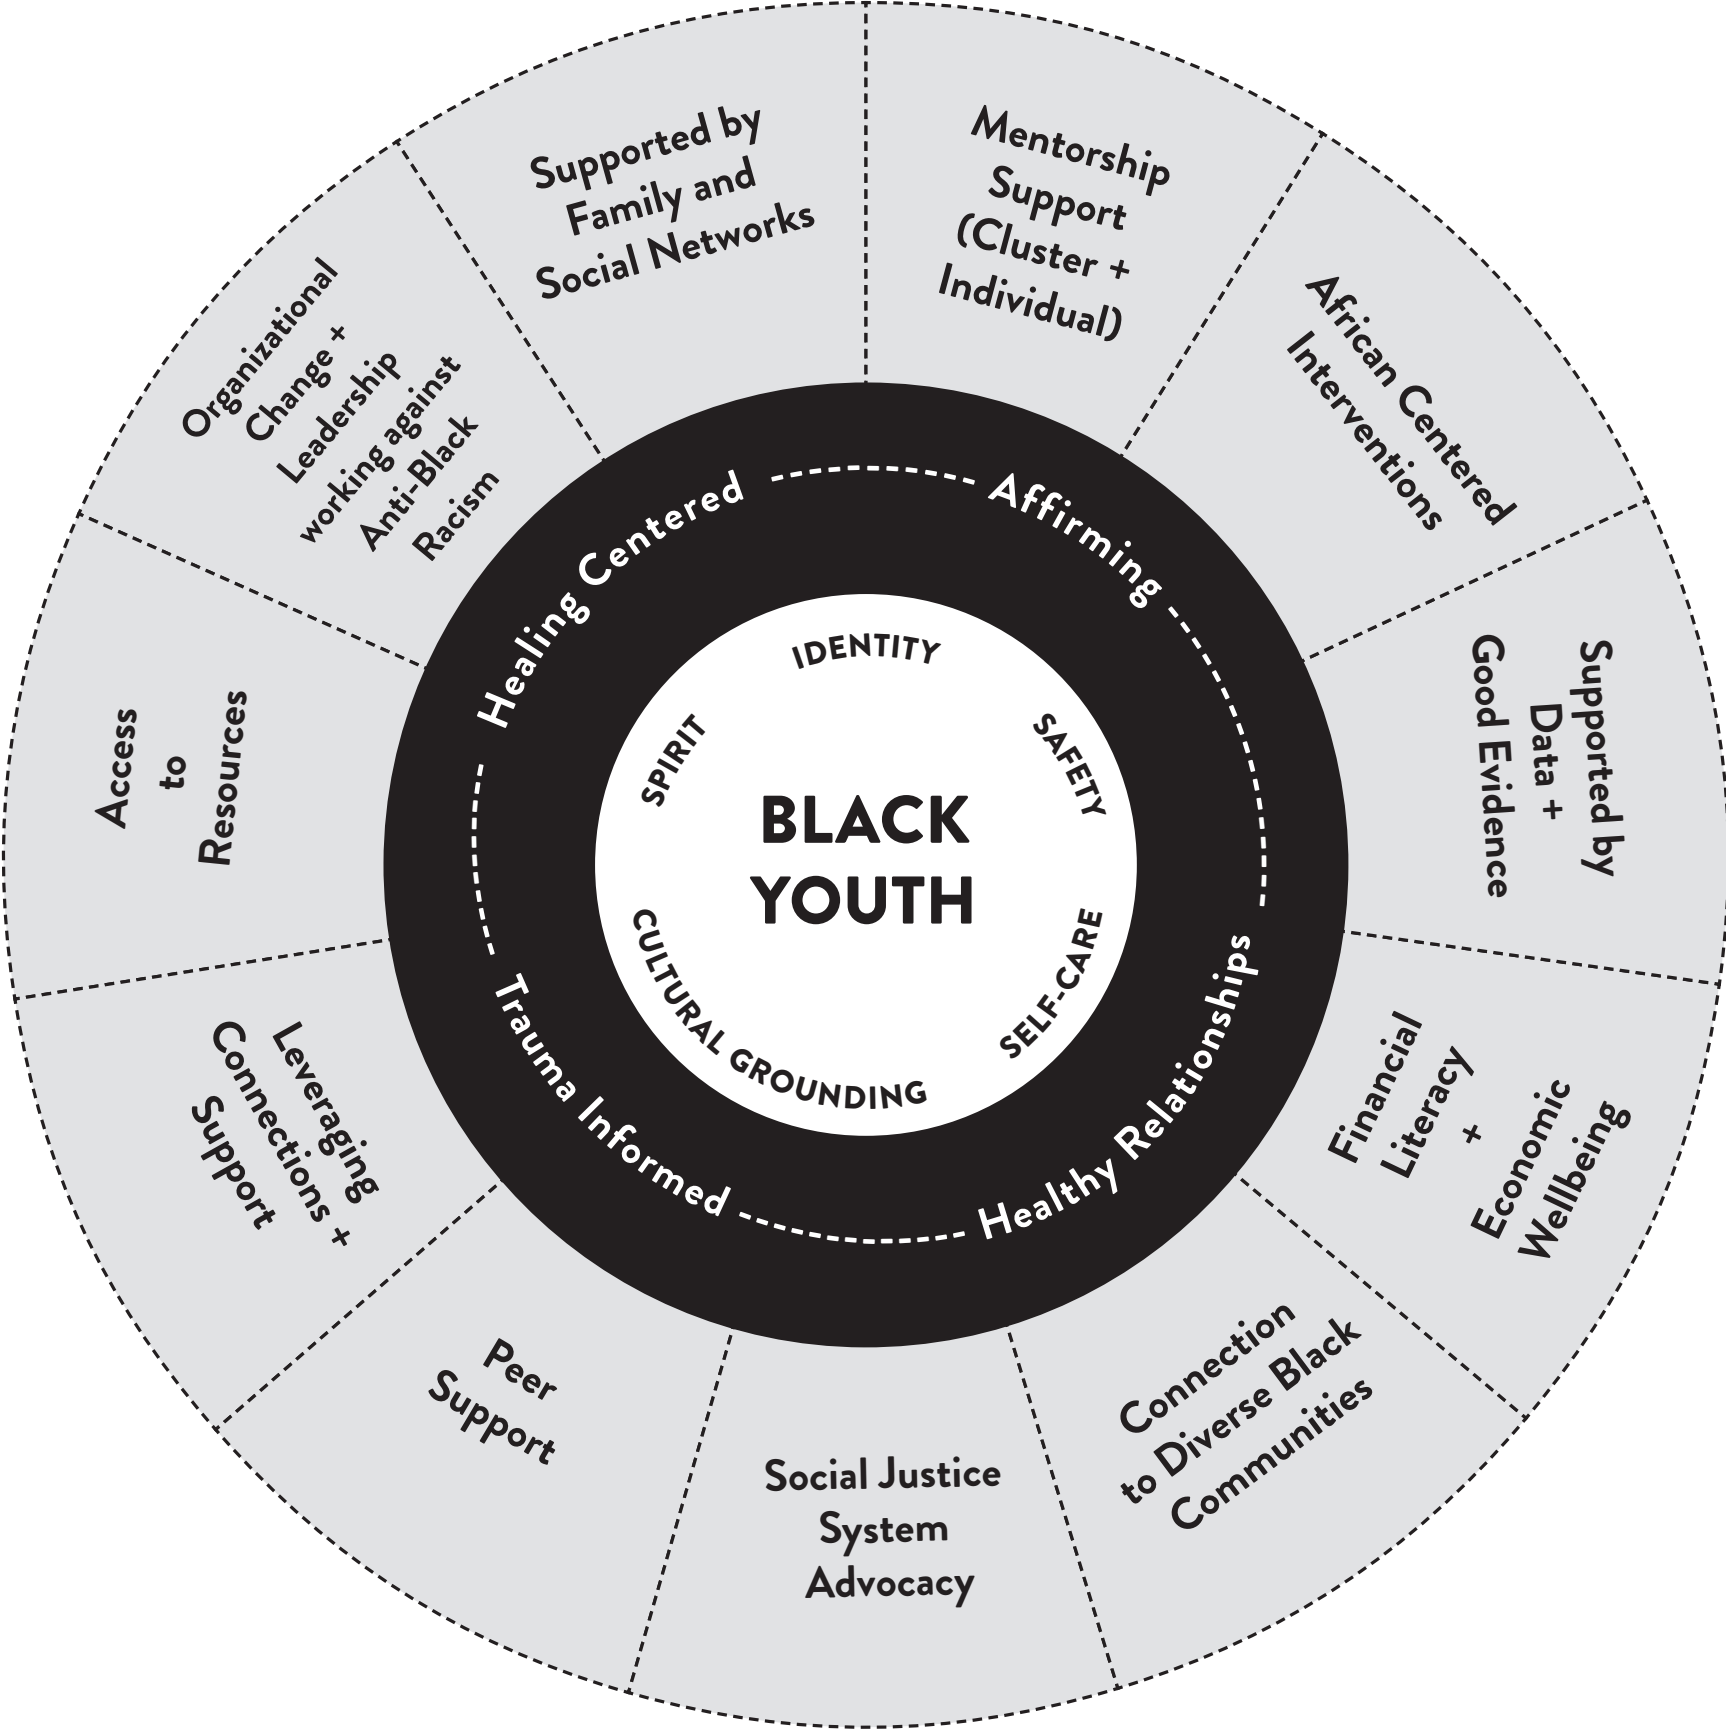 Supported by
Family and
Social Networks
Mentorship
Support
(Cluster +
Individual)
African Centered
Interventions
Supported by
Data +
Good Evidence
Financial
Literacy
+
Economic
Wellbeing
Connection
to Diverse Black
Communities
Social Justice
System
Advocacy
Peer
Support
Leveraging
Connections +
Support
Access
to
Resources
Organizational
Change +
Leadership
working against
Anti-Black
Racism
Healing Centered
Affirming
Healthy Relationships
Trauma Informed
IDENTITY
SAFETY
SELF-CARE
CULTURAL GROUNDING
SPIRIT
BLACK
YOUTH